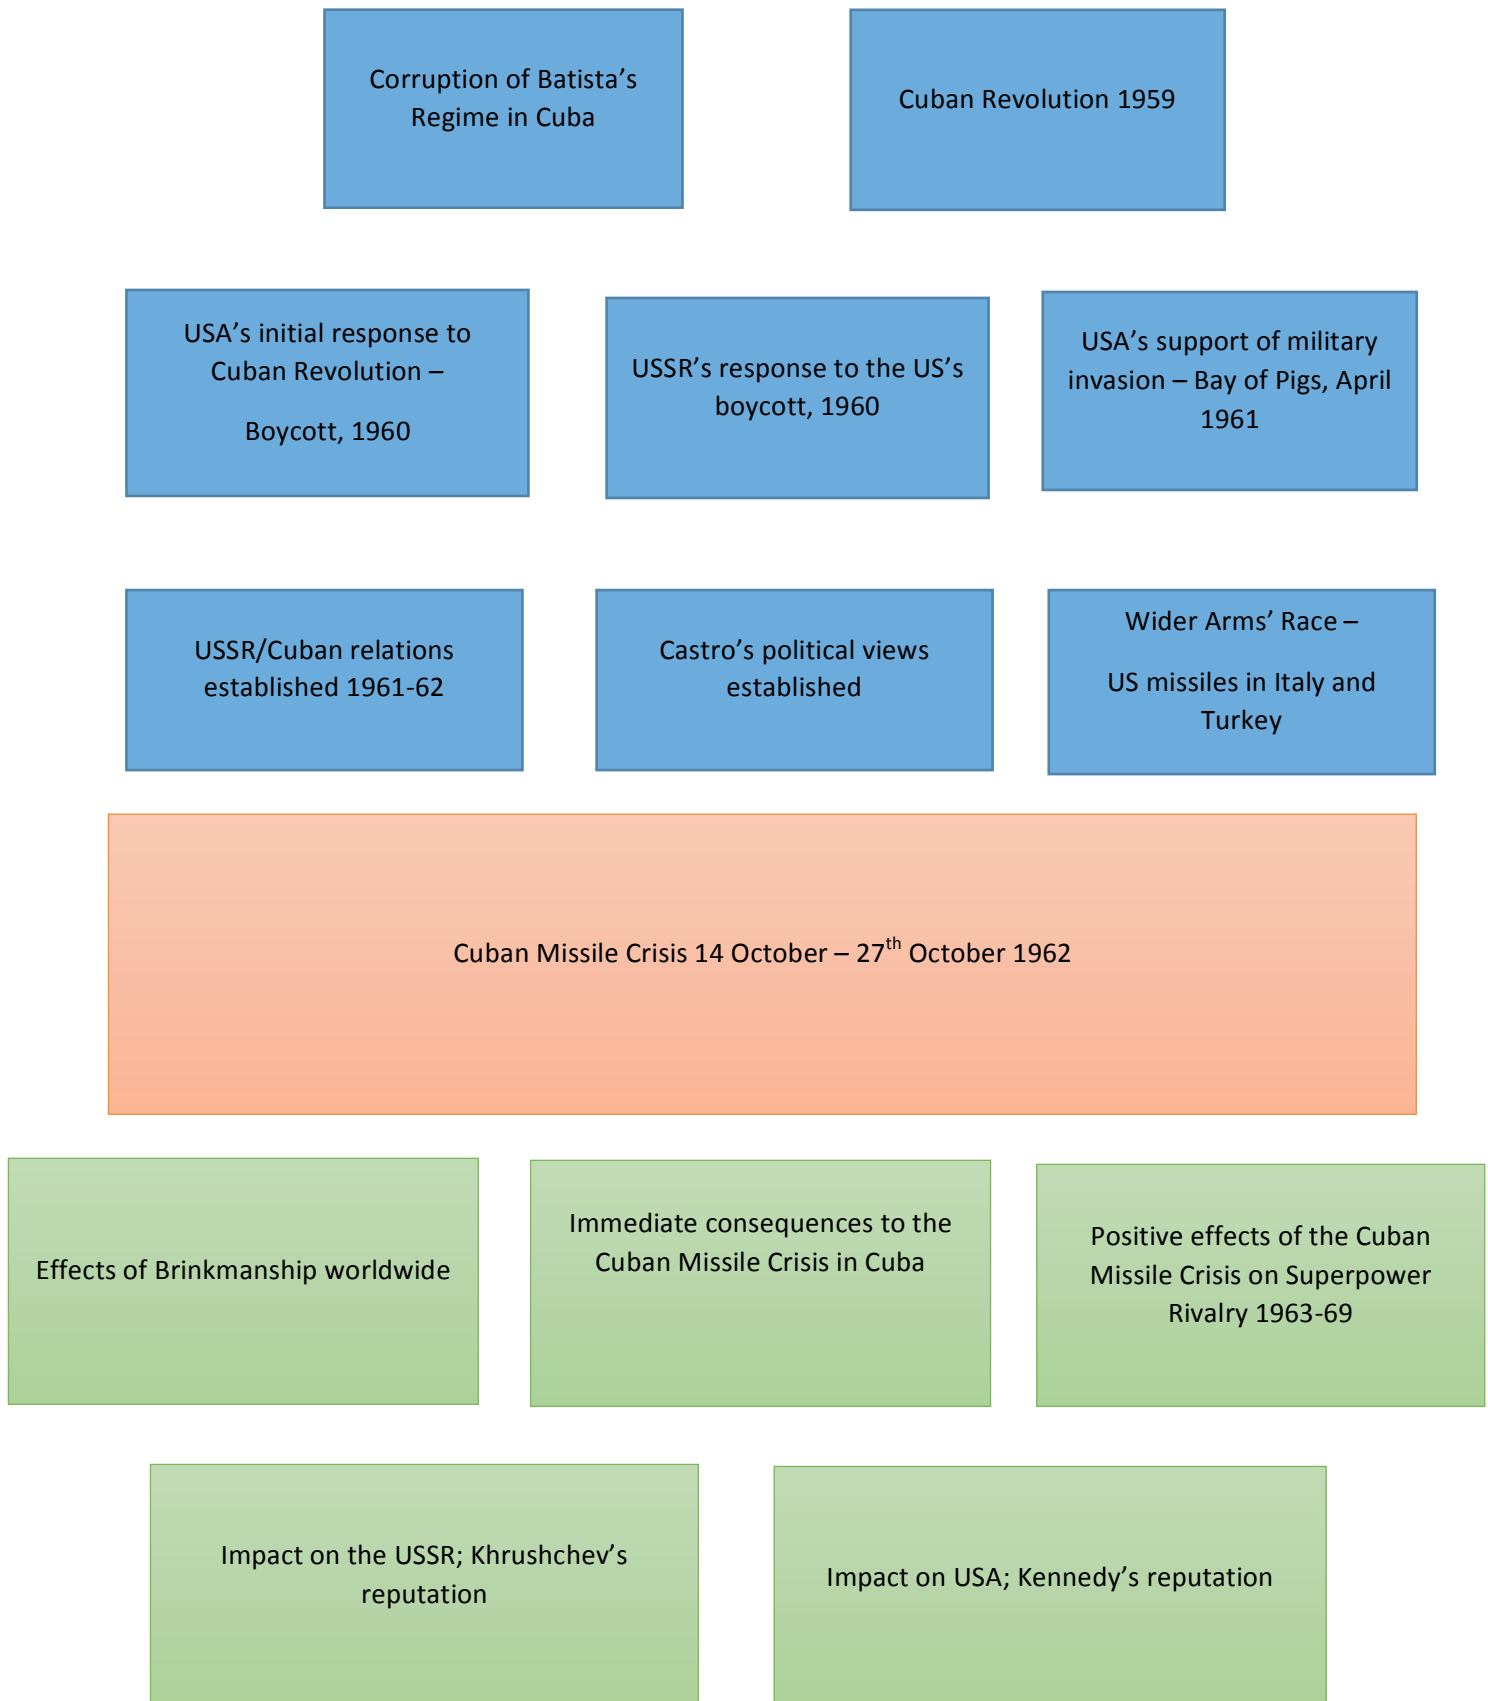 Corruption of Batista’s
Regime in Cuba
Cuban Revolution 1959
USA’s initial response to
Cuban Revolution –
Boycott, 1960
USSR’s response to the US’s
boycott, 1960
USA’s support of military
invasion – Bay of Pigs, April
1961
USSR/Cuban relations
established 1961-62
Castro’s political views
established
Wider Arms’ Race –
US missiles in Italy and
Turkey
Cuban Missile Crisis 14 October – 27th October 1962
Effects of Brinkmanship worldwide
Immediate consequences to the
Cuban Missile Crisis in Cuba
Positive effects of the Cuban
Missile Crisis on Superpower
Rivalry 1963-69
Impact on the USSR; Khrushchev’s
reputation
Impact on USA; Kennedy’s reputation